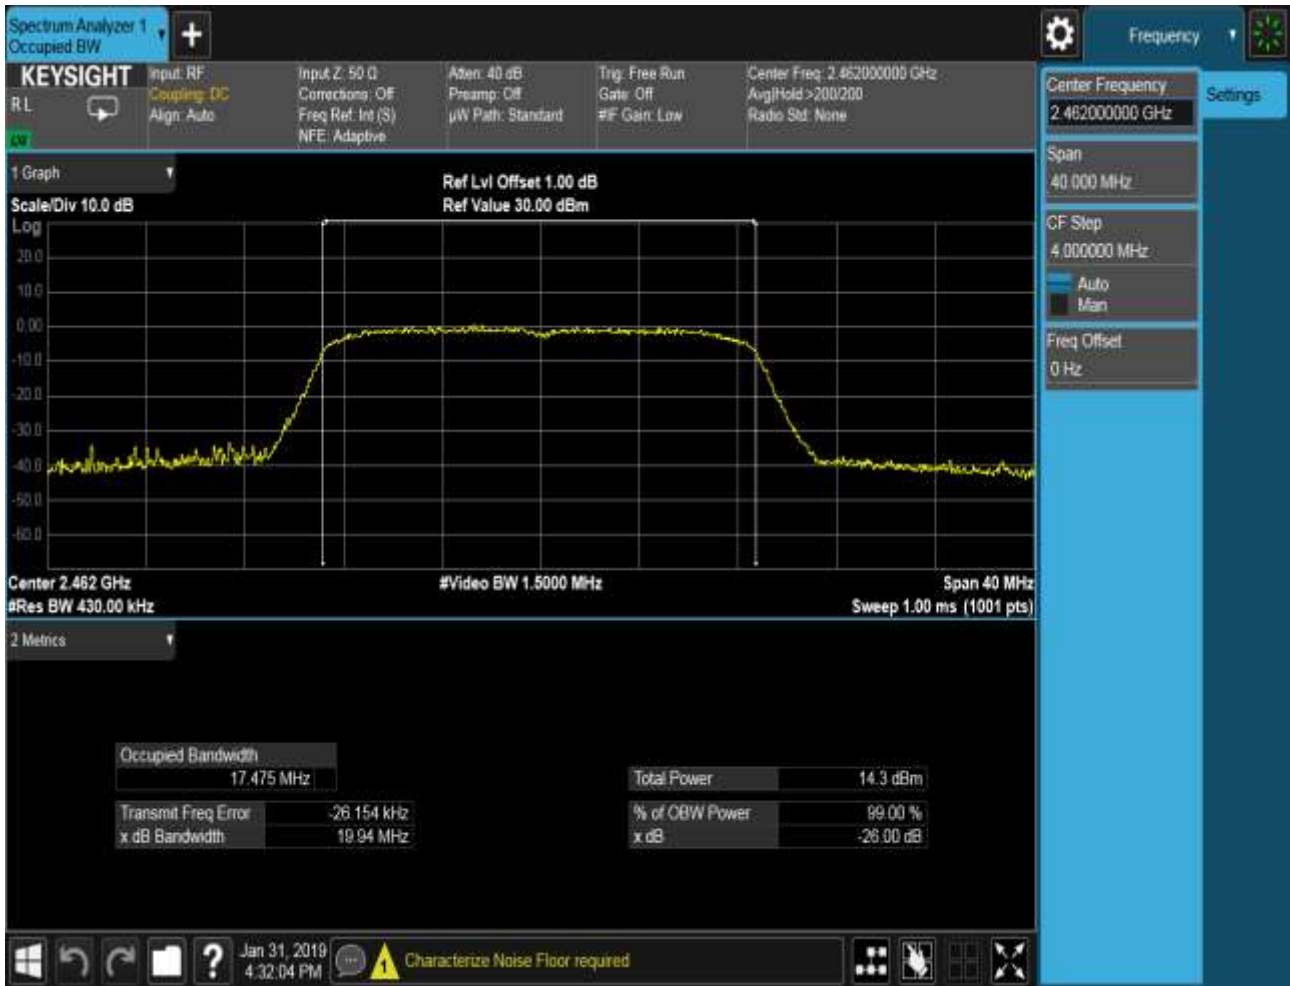 Spectrum Analyzer 1
Occupied BW
Frequency
KEYSIGHT
R L
Input: RF
Coupling: DC
Align: Auto
Input Z: 50 Ω
Corrections: Off
Freq Ref: Int (S)
NFE: Adaptive
Atten: 40 dB
Preamp: Off
µW Path: Standard
Trig: Free Run
Gate: Off
#IF Gain: Low
Center Freq: 2.462000000 GHz
Avg|Hold:>200/200
Radio Std: None
Center Frequency
2.462000000 GHz
Settings
Span
40.000 MHz
CF Step
4.000000 MHz
Auto
Man
Freq Offset
0 Hz
1 Graph
Scale/Div 10.0 dB
Ref Lvl Offset 1.00 dB
Ref Value 30.00 dBm
Log
20.0
10.0
0.00
-10.0
-20.0
-30.0
-40.0
-50.0
-60.0
Center 2.462 GHz
#Res BW 430.00 kHz
#Video BW 1.5000 MHz
Span 40 MHz
Sweep 1.00 ms (1001 pts)
2 Metrics
Occupied Bandwidth
17.475 MHz
Transmit Freq Error -26.154 kHz
x dB Bandwidth 19.94 MHz
Total Power 14.3 dBm
% of OBW Power 99.00 %
x dB -26.00 dB
?
Jan 31, 2019
4:32:04 PM
1
Characterize Noise Floor required